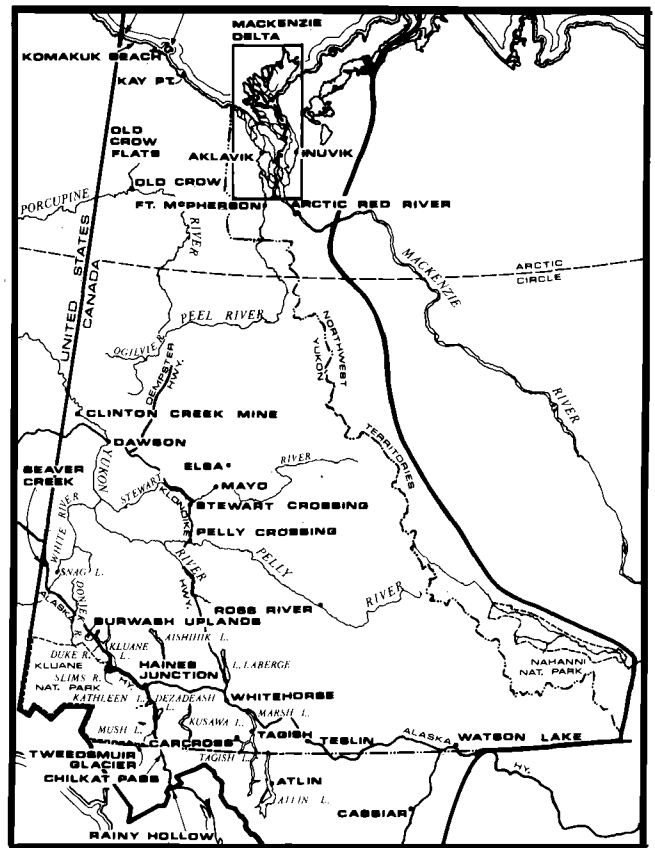 MACKENZIE
DELTA
KOMAKUK BEACH
KAY PT.
OLD
CROW
FLATS
AKLAVIK
INUVIK
OLD CROW
PORCUPINE
RIVER
FT. McPHERSON
ARCTIC RED RIVER
UNITED STATES
CANADA
MACKENZIE
RIVER
ARCTIC
CIRCLE
PEEL RIVER
OGILVIE R.
DEMPSTER
HWY.
NORTHWEST
YUKON
TERRITORIES
CLINTON CREEK MINE
DAWSON
BEAVER
CREEK
YUKON
ELSA
RIVER
MAYO
STEWART
KLONDIKE
STEWART CROSSING
WHITE RIVER
PELLY CROSSING
RIVER
HWY.
PELLY
RIVER
SNAG L.
ALASKA
DONJEK R.
ROSS RIVER
BURWASH UPLANDS
AISHIHIK L.
KLUANE
L.
DUKE R.
KLUANE
SLIMS R.
NAT. PARK
HY.
HAINES
JUNCTION
L. LABERGE
NAHANNI
NAT. PARK
KATHLEEN L.
DEZADEASH
L.
WHITEHORSE
MARSH L.
KUSAWA L.
MUSH L.
CARCROSS
TAGISH
TAGISH L.
TESLIN
ALASKA
WATSON LAKE
HY.
TWEEDSMUIR
GLACIER
CHILKAT PASS
ATLIN
ATLIN L.
CASSIAR
RAINY HOLLOW